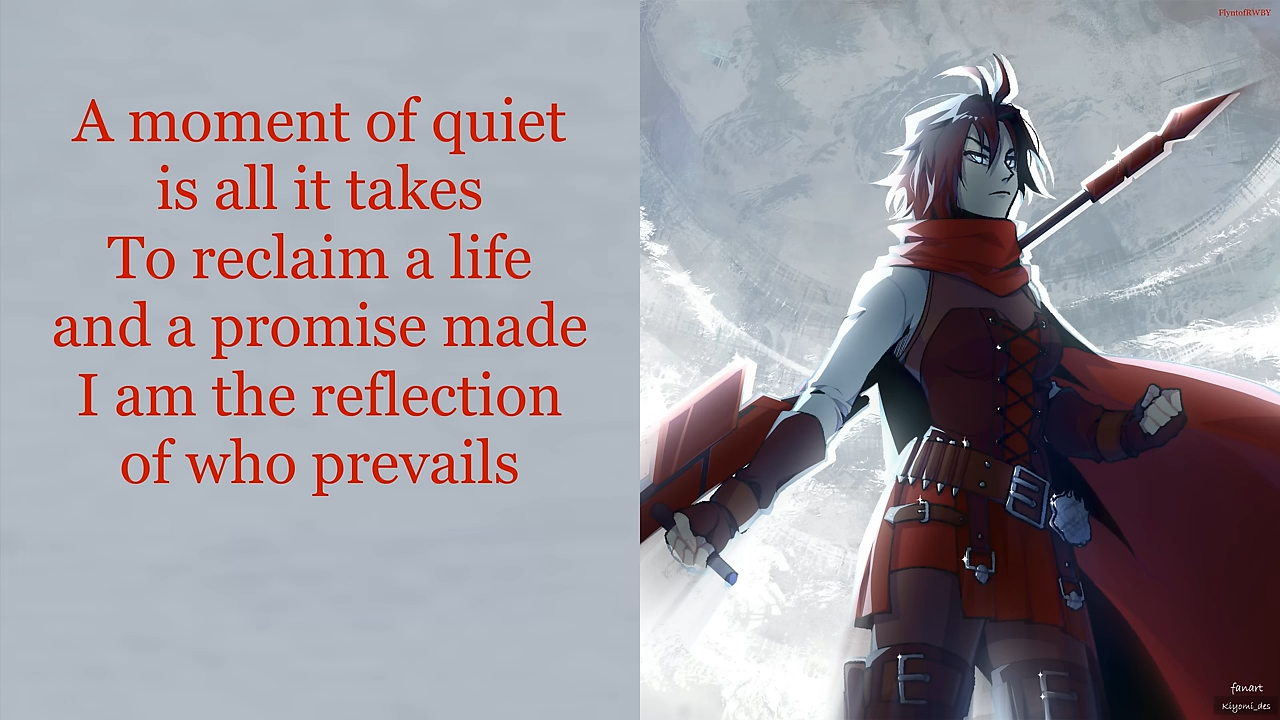 A moment of quiet
is all it takes
To reclaim a life
and a promise made
I am the reflection
of who prevails
FlyntofRWBY
fanart
Kiyomi_des